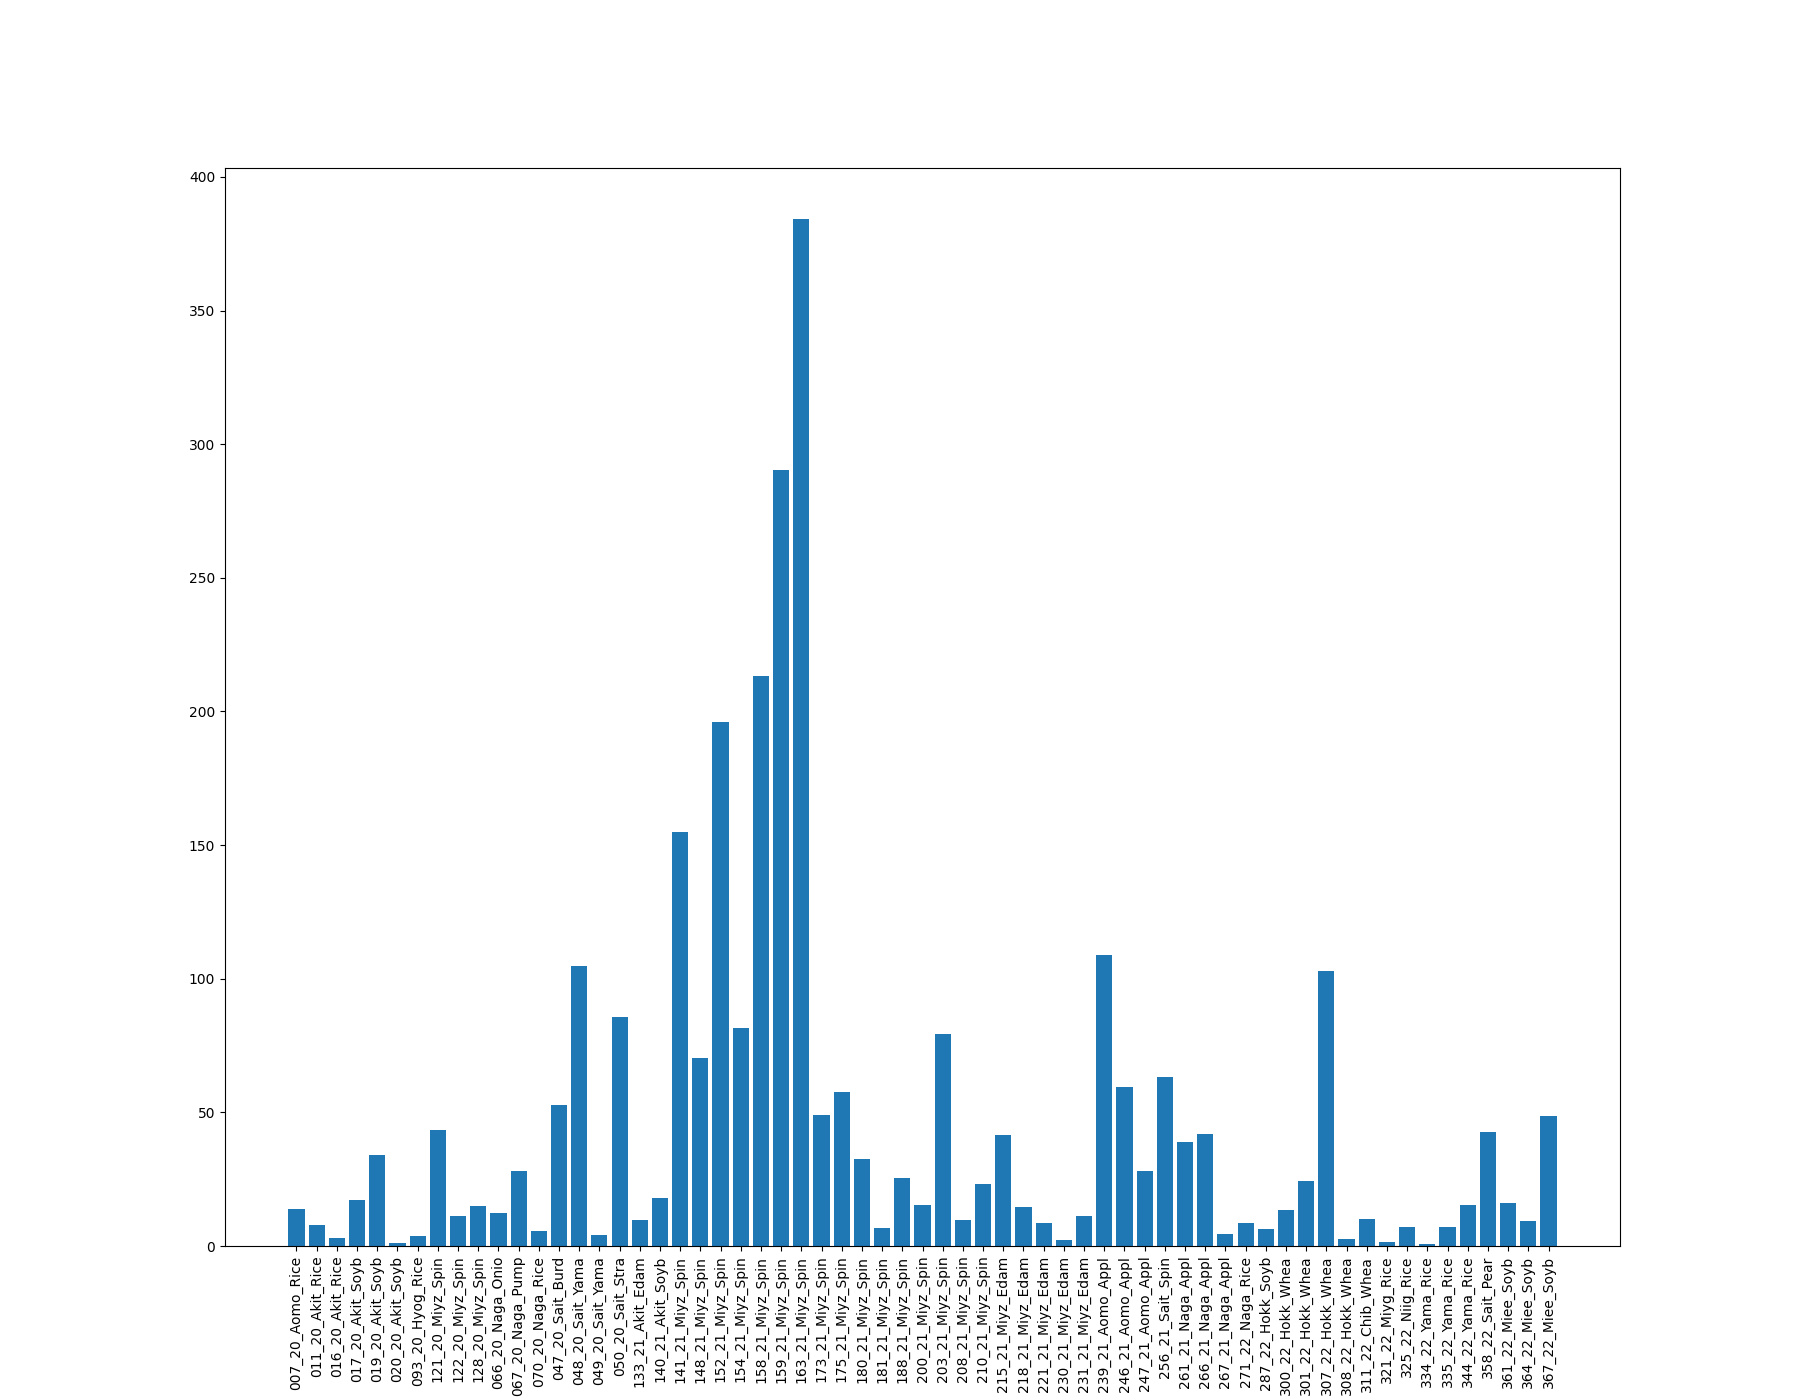 400
350
300
250
200
150
100
50
0
007_20_Aomo_Rice
011_20_Akit_Rice
016_20_Akit_Rice
017_20_Akit_Soyb
019_20_Akit_Soyb
020_20_Akit_Soyb
093_20_Hyog_Rice
121_20_Miyz_Spin
122_20_Miyz_Spin
128_20_Miyz_Spin
066_20_Naga_Onio
067_20_Naga_Pump
070_20_Naga_Rice
047_20_Sait_Burd
048_20_Sait_Yama
049_20_Sait_Yama
050_20_Sait_Stra
133_21_Akit_Edam
140_21_Akit_Soyb
141_21_Miyz_Spin
148_21_Miyz_Spin
152_21_Miyz_Spin
154_21_Miyz_Spin
158_21_Miyz_Spin
159_21_Miyz_Spin
163_21_Miyz_Spin
173_21_Miyz_Spin
175_21_Miyz_Spin
180_21_Miyz_Spin
181_21_Miyz_Spin
188_21_Miyz_Spin
200_21_Miyz_Spin
203_21_Miyz_Spin
208_21_Miyz_Spin
210_21_Miyz_Spin
215_21_Miyz_Edam
218_21_Miyz_Edam
221_21_Miyz_Edam
230_21_Miyz_Edam
231_21_Miyz_Edam
239_21_Aomo_Appl
246_21_Aomo_Appl
247_21_Aomo_Appl
256_21_Sait_Spin
261_21_Naga_Appl
266_21_Naga_Appl
267_21_Naga_Appl
271_22_Naga_Rice
287_22_Hokk_Soyb
300_22_Hokk_Whea
301_22_Hokk_Whea
307_22_Hokk_Whea
308_22_Hokk_Whea
311_22_Chib_Whea
321_22_Miyg_Rice
325_22_Niig_Rice
334_22_Yama_Rice
335_22_Yama_Rice
344_22_Yama_Rice
358_22_Sait_Pear
361_22_Miee_Soyb
364_22_Miee_Soyb
367_22_Miee_Soyb